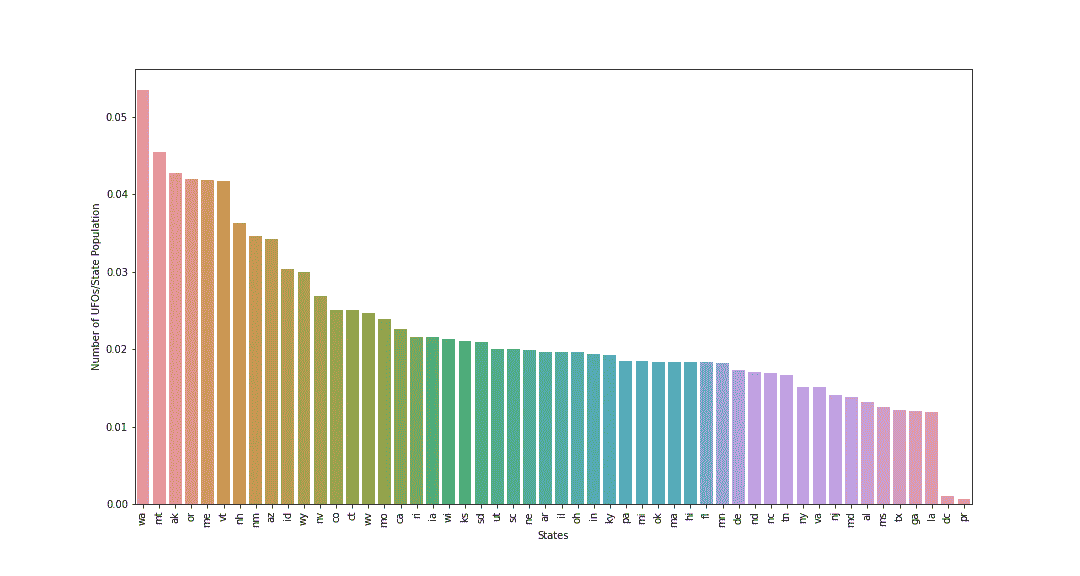 0.05
0.04
0.03
0.02
0.01
0.00
Number of UFOs/State Population
wa mt ak or me vt nh nm az id wy nv co ct wv mo ca ri ia wi ks sd ut sc ne ar il oh in ky pa mi ok ma hi fl mn de nd nc tn ny va nj md al ms tx ga la dc pr
States